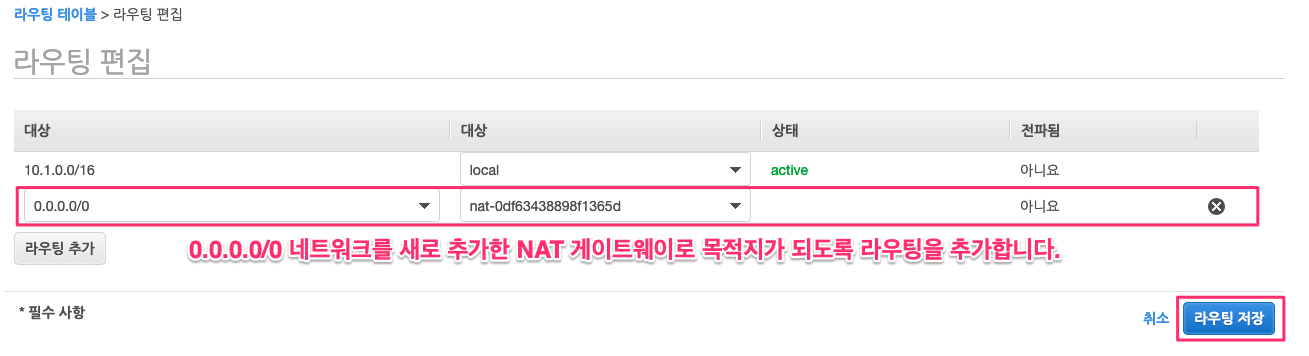 라우팅 테이블 > 라우팅 편집
라우팅 편집
대상 대상 상태 전파됨
10.1.0.0/16 local active 아니요
0.0.0.0/0 nat-0df63438898f1365d 아니요
라우팅 추가
0.0.0.0/0 네트워크를 새로 추가한 NAT 게이트웨이로 목적지가 되도록 라우팅을 추가합니다.
* 필수 사항
취소 라우팅 저장